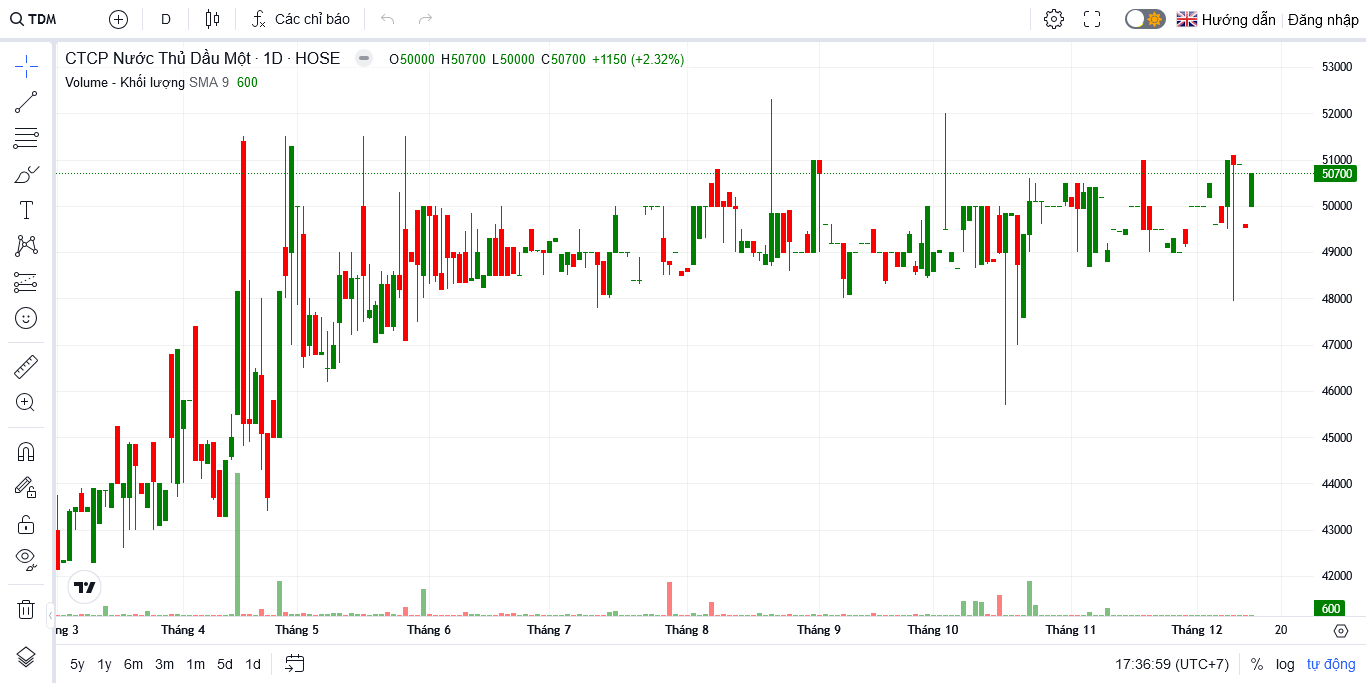 TDM D Các chỉ báo Hướng dẫn Đăng nhập
CTCP Nước Thủ Dầu Một · 1D · HOSE O50000 H50700 L50000 C50700 +1150 (+2.32%)
Volume - Khối lượng SMA 9 600
53000
52000
51000
50700
50000
49000
48000
47000
46000
45000
44000
43000
42000
600
ng 3 Tháng 4 Tháng 5 Tháng 6 Tháng 7 Tháng 8 Tháng 9 Tháng 10 Tháng 11 Tháng 12 20
5y 1y 6m 3m 1m 5d 1d 17:36:59 (UTC+7) % log tự động